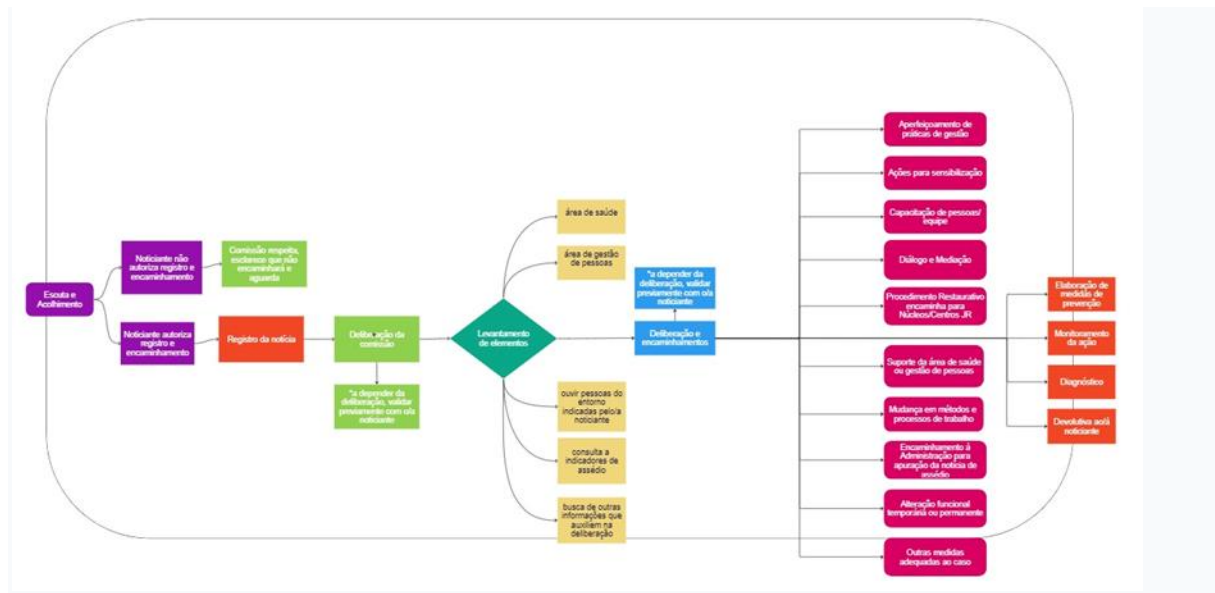 Escuta e
Acolhimento
Noticiante não
autoriza registro e
encaminhamento
Comissão respeita,
esclarece que não
encaminhará e
aguarda
Noticiante autoriza
registro e
encaminhamento
Registro da notícia
Deliberação da
comissão
*a depender da
deliberação, validar
previamente com o/a
noticiante
Levantamento
de elementos
área de saúde
área de gestão
de pessoas
ouvir pessoas do
entorno
indicadas pelo/a
noticiante
consulta a
indicadores de
assédio
busca de outras
informações que
auxiliem na
deliberação
*a depender da
deliberação, validar
previamente com o/a
noticiante
Deliberação e
encaminhamentos
Aperfeiçoamento de
práticas de gestão
Ações para sensibilização
Capacitação de pessoas/
equipe
Diálogo e Mediação
Procedimento Restaurativo
encaminha para
Núcleos/Centros JR
Suporte da área de saúde
ou gestão de pessoas
Mudança em métodos e
processos de trabalho
Encaminhamento à
Administração para
apuração da notícia de
assédio
Alteração funcional
temporária ou permanente
Outras medidas
adequadas ao caso
Elaboração de
medidas de
prevenção
Monitoramento
da ação
Diagnóstico
Devolutiva ao/à
noticiante